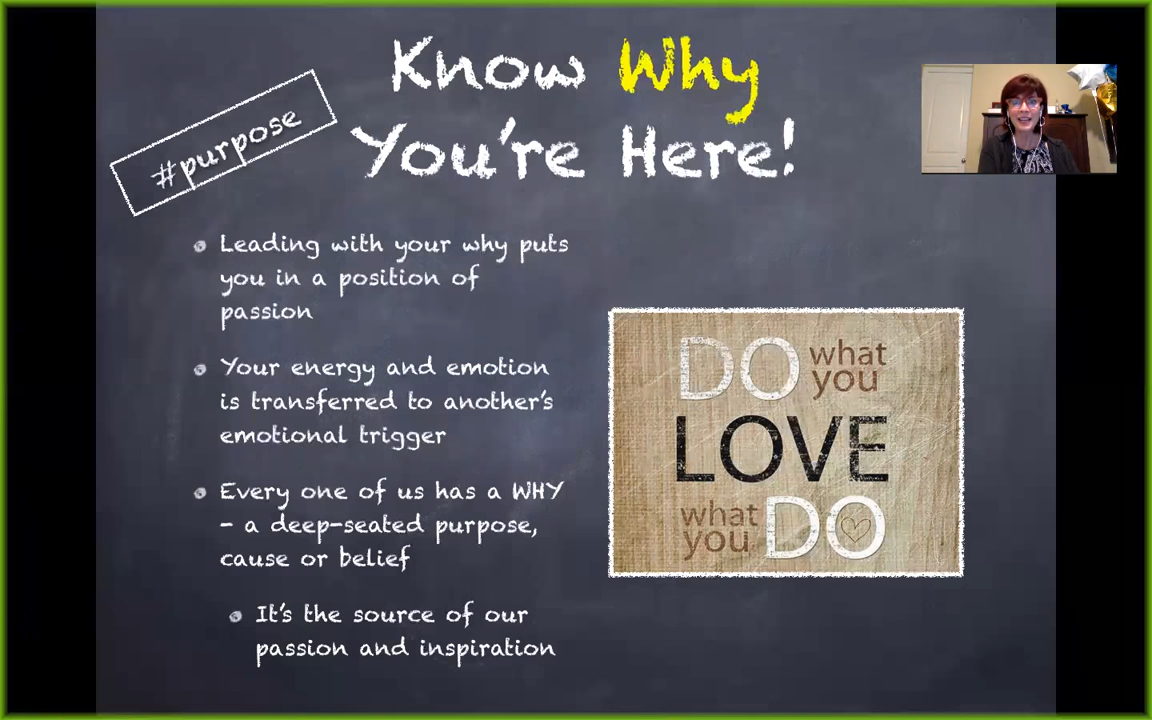 Know Why
You're Here!
#purpose
Leading with your why puts
you in a position of
passion
Your energy and emotion
is transferred to another's
emotional trigger
Every one of us has a WHY
- a deep-seated purpose,
cause or belief
It's the source of our
passion and inspiration
DO what
you
LOVE
what
you DO